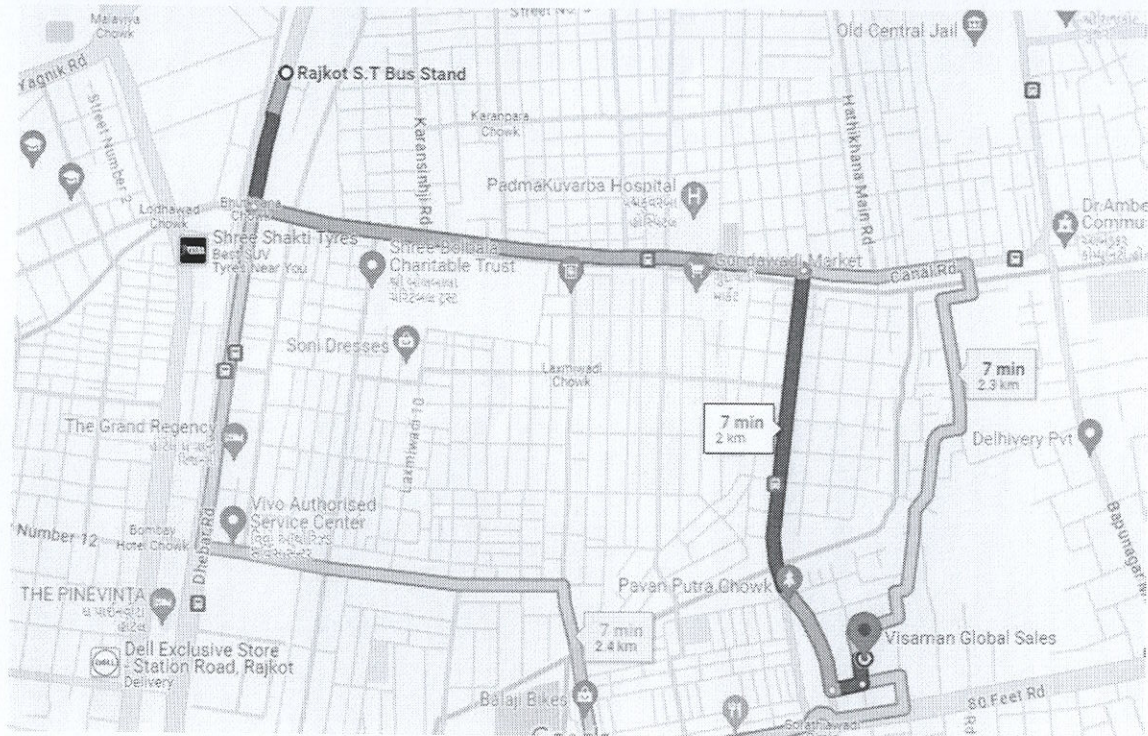 Malaviya
Chowk
Yagnik Rd
Street Number 2
Rajkot S.T Bus Stand
Old Central Jail
Karansinhji Rd
Karanpara
Chowk
Hathikhana Main Rd
PadmaKuvarba Hospital
Lodhawad
Chowk
Shree Shakti Tyres
Best SUV
Tyres Near You
Shree Bolbala
Charitable Trust
Gondawadi Market
Canal Rd
Dr.Ambe
Commu
Soni Dresses
Laxmiwadi
Chowk
7 min
2.3 km
7 min
2 km
The Grand Regency
Laxmiwadi 10
Delhivery Pvt
Vivo Authorised
Service Center
Number 12
Bombay
Hotel Chowk
Dhebar Rd
Bapunagar
Pavan Putra Chowk
THE PINEVINTA
7 min
2.4 km
Visaman Global Sales
Dell Exclusive Store
- Station Road, Rajkot
Delivery
DELL
Balaji Bikes
80 Feet Rd
Sorathiawadi